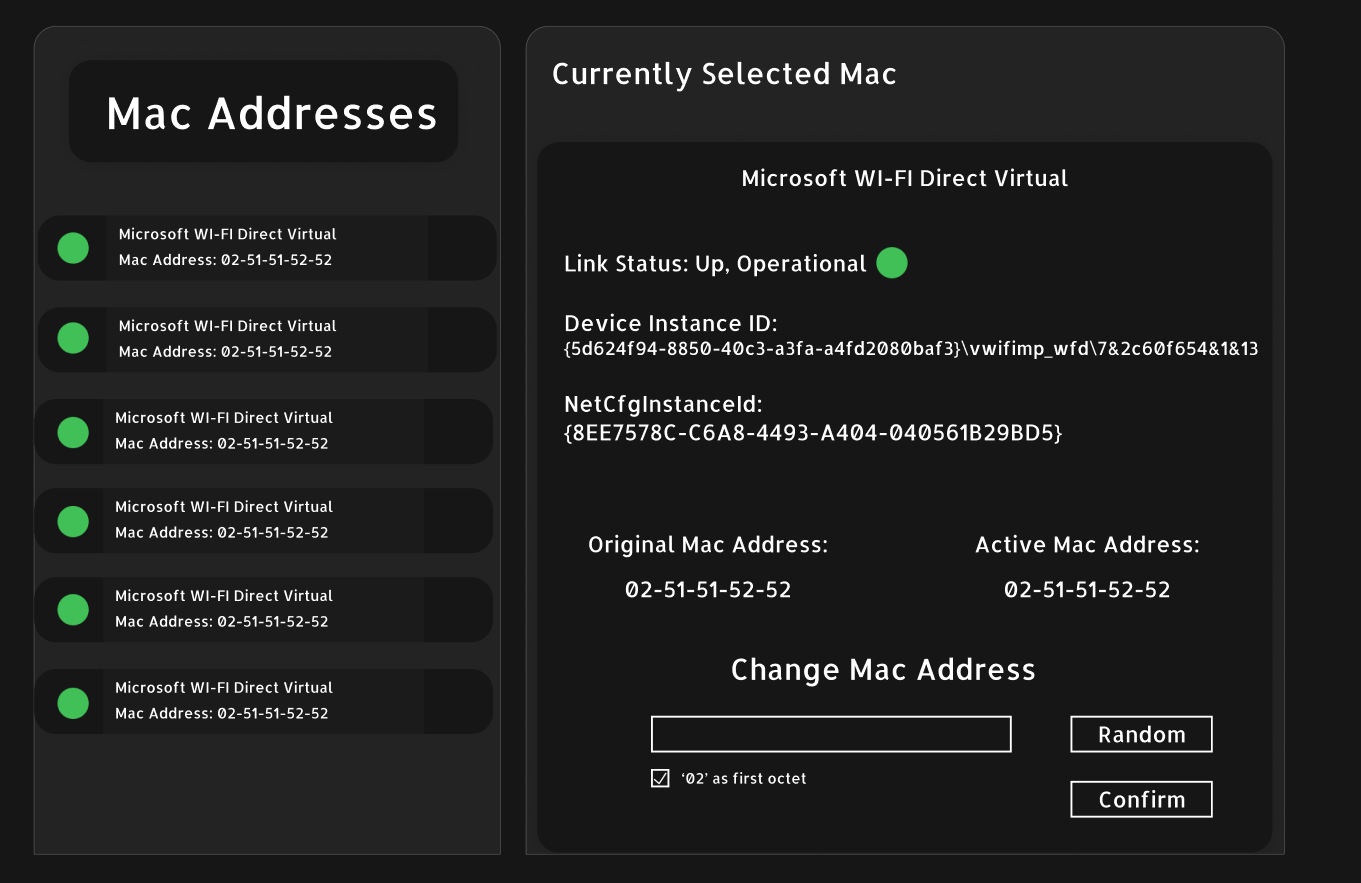 Mac Addresses
Microsoft WI-FI Direct Virtual
Mac Address: 02-51-51-52-52
Microsoft WI-FI Direct Virtual
Mac Address: 02-51-51-52-52
Microsoft WI-FI Direct Virtual
Mac Address: 02-51-51-52-52
Microsoft WI-FI Direct Virtual
Mac Address: 02-51-51-52-52
Microsoft WI-FI Direct Virtual
Mac Address: 02-51-51-52-52
Microsoft WI-FI Direct Virtual
Mac Address: 02-51-51-52-52
Currently Selected Mac
Microsoft WI-FI Direct Virtual
Link Status: Up, Operational
Device Instance ID:
{5d624f94-8850-40c3-a3fa-a4fd2080baf3}\vwifimp_wfd\7&2c60f654&1&13
NetCfgInstanceId:
{8EE7578C-C6A8-4493-A404-040561B29BD5}
Original Mac Address:
02-51-51-52-52
Active Mac Address:
02-51-51-52-52
Change Mac Address
Random
‘02’ as first octet
Confirm